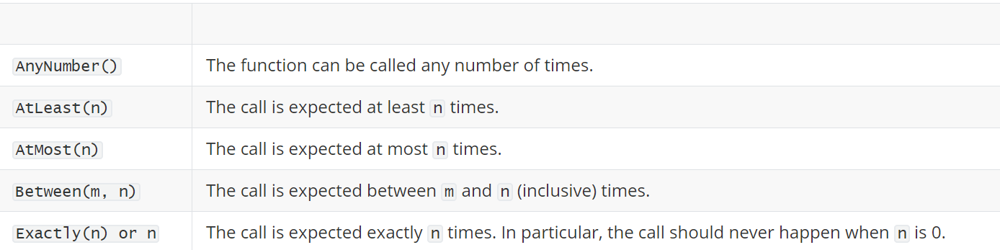 AnyNumber() The function can be called any number of times.
AtLeast(n) The call is expected at least n times.
AtMost(n) The call is expected at most n times.
Between(m, n) The call is expected between m and n (inclusive) times.
Exactly(n) or n The call is expected exactly n times. In particular, the call should never happen when n is 0.